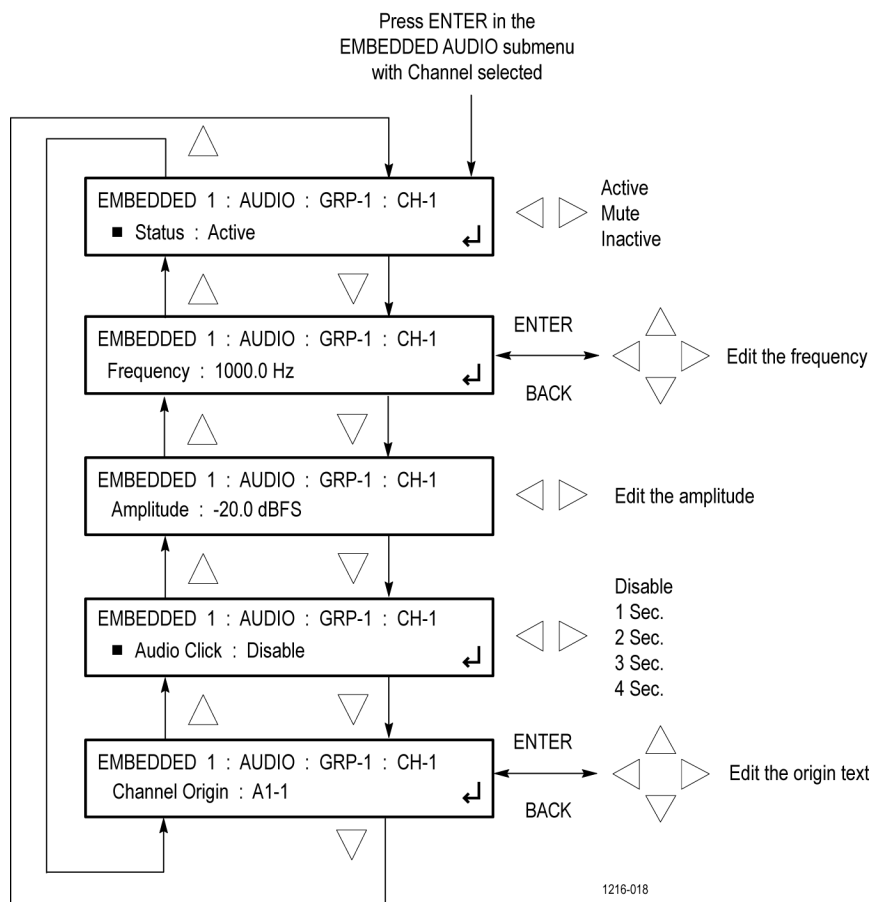 Press ENTER in the
EMBEDDED AUDIO submenu
with Channel selected
EMBEDDED 1 : AUDIO : GRP-1 : CH-1
■ Status : Active
Active
Mute
Inactive
EMBEDDED 1 : AUDIO : GRP-1 : CH-1
Frequency : 1000.0 Hz
ENTER
BACK
Edit the frequency
EMBEDDED 1 : AUDIO : GRP-1 : CH-1
Amplitude : -20.0 dBFS
Edit the amplitude
EMBEDDED 1 : AUDIO : GRP-1 : CH-1
■ Audio Click : Disable
Disable
1 Sec.
2 Sec.
3 Sec.
4 Sec.
EMBEDDED 1 : AUDIO : GRP-1 : CH-1
Channel Origin : A1-1
ENTER
BACK
Edit the origin text
1216-018